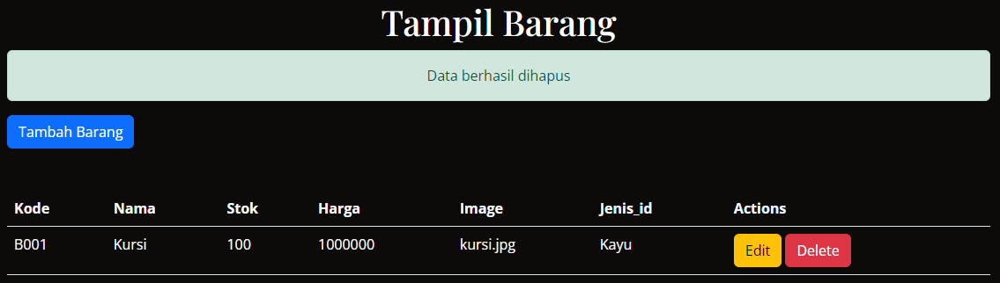 Tampil Barang
Data berhasil dihapus
Tambah Barang
Kode Nama Stok Harga Image Jenis_id Actions
B001 Kursi 100 1000000 kursi.jpg Kayu Edit Delete